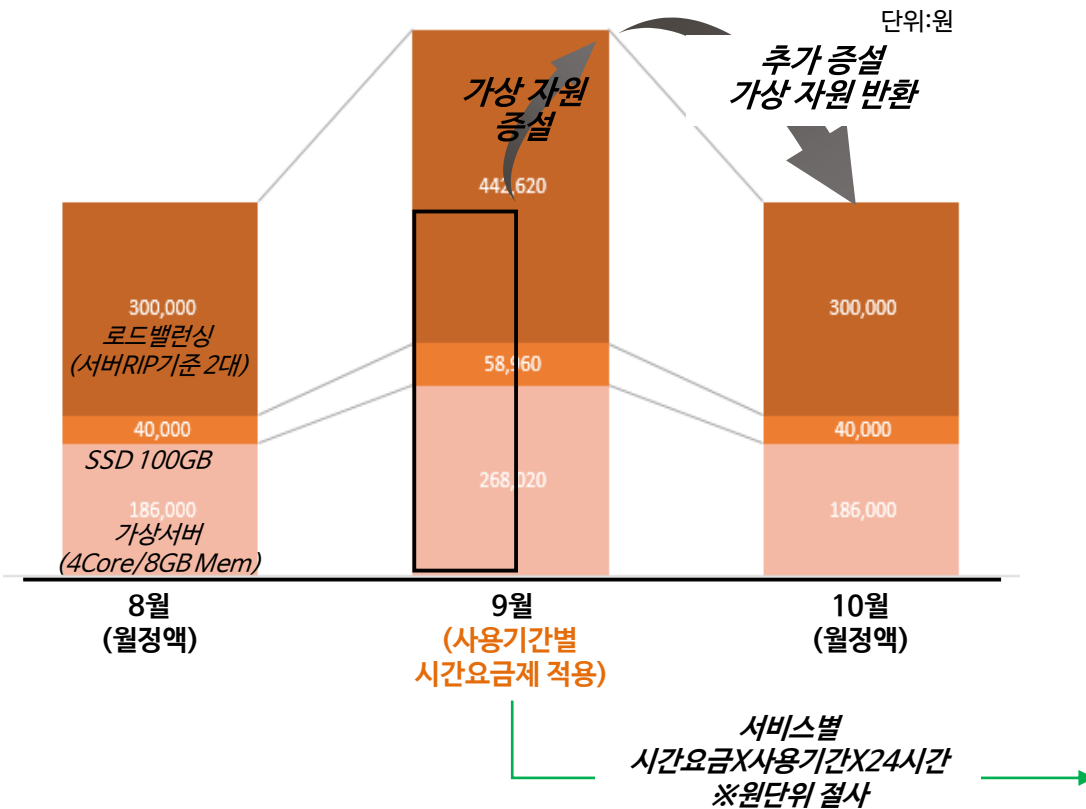 단위:원
추가 증설
가상 자원 반환
가상 자원
증설
442,620
300,000
로드밸런싱
(서버RIP기준 2대)
300,000
58,960
40,000
SSD 100GB
40,000
268,020
186,000
가상서버
(4Core/8GB Mem)
186,000
8월
(월정액)
9월
(사용기간별
시간요금제 적용)
10월
(월정액)
서비스별
시간요금X사용기간X24시간
※원단위 절사